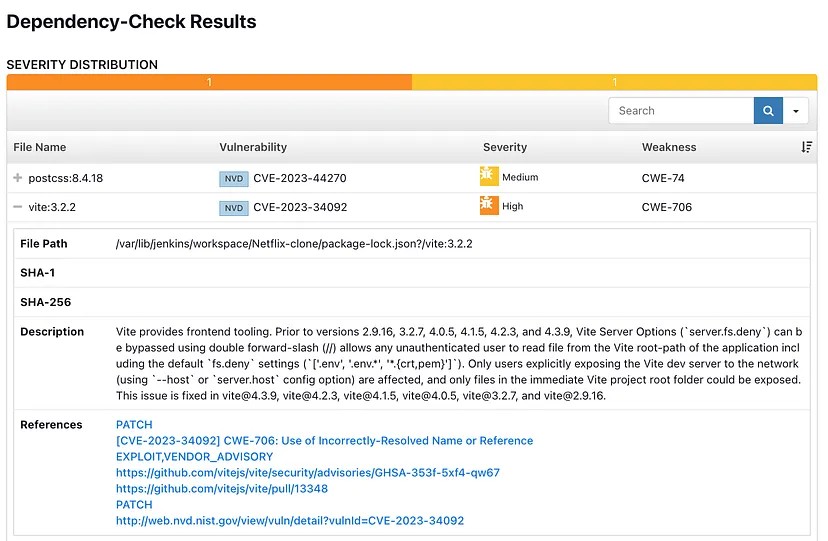 Dependency-Check Results
SEVERITY DISTRIBUTION
1 1
Search
File Name Vulnerability Severity Weakness
postcss:8.4.18 NVD CVE-2023-44270 Medium CWE-74
vite:3.2.2 NVD CVE-2023-34092 High CWE-706
File Path /var/lib/jenkins/workspace/Netflix-clone/package-lock.json?/vite:3.2.2
SHA-1
SHA-256
Description Vite provides frontend tooling. Prior to versions 2.9.16, 3.2.7, 4.0.5, 4.1.5, 4.2.3, and 4.3.9, Vite Server Options (`server.fs.deny`) can b
e bypassed using double forward-slash (//) allows any unauthenticated user to read file from the Vite root-path of the application incl
uding the default `fs.deny` settings (`['.env', '.env.*', '*.{crt,pem}']`). Only users explicitly exposing the Vite dev server to the network
(using `--host` or `server.host` config option) are affected, and only files in the immediate Vite project root folder could be exposed.
This issue is fixed in vite@4.3.9, vite@4.2.3, vite@4.1.5, vite@4.0.5, vite@3.2.7, and vite@2.9.16.
References PATCH
[CVE-2023-34092] CWE-706: Use of Incorrectly-Resolved Name or Reference
EXPLOIT,VENDOR_ADVISORY
https://github.com/vitejs/vite/security/advisories/GHSA-353f-5xf4-qw67
https://github.com/vitejs/vite/pull/13348
PATCH
http://web.nvd.nist.gov/view/vuln/detail?vulnId=CVE-2023-34092